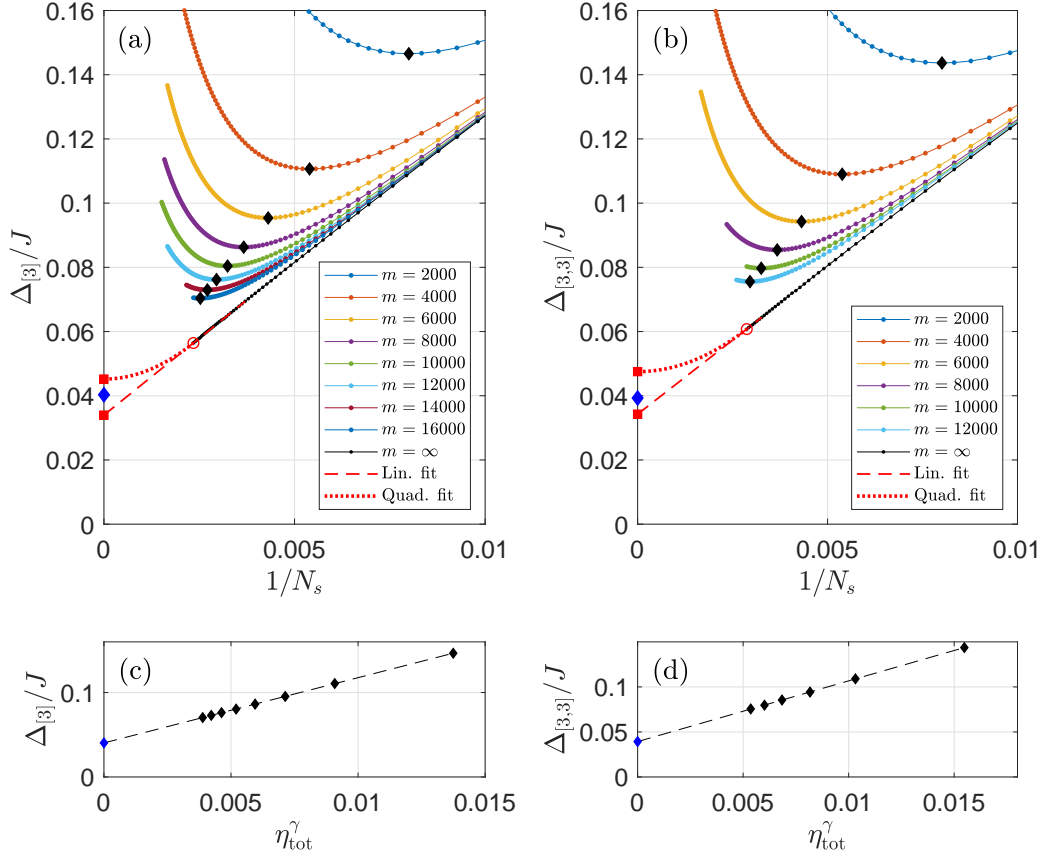 (a)
0.16
0.14
0.12
0.1
0.08
0.06
0.04
0.02
0
Δ[3]/J
0
0.005
0.01
1/Ns
m = 2000
m = 4000
m = 6000
m = 8000
m = 10000
m = 12000
m = 14000
m = 16000
m = ∞
Lin. fit
Quad. fit
(b)
0.16
0.14
0.12
0.1
0.08
0.06
0.04
0.02
0
Δ[3,3]/J
0
0.005
0.01
1/Ns
m = 2000
m = 4000
m = 6000
m = 8000
m = 10000
m = 12000
m = ∞
Lin. fit
Quad. fit
(c)
0.1
0
Δ[3]/J
0
0.005
0.01
0.015
η^γ_tot
(d)
0.1
0.05
0
Δ[3,3]/J
0
0.005
0.01
0.015
η^γ_tot